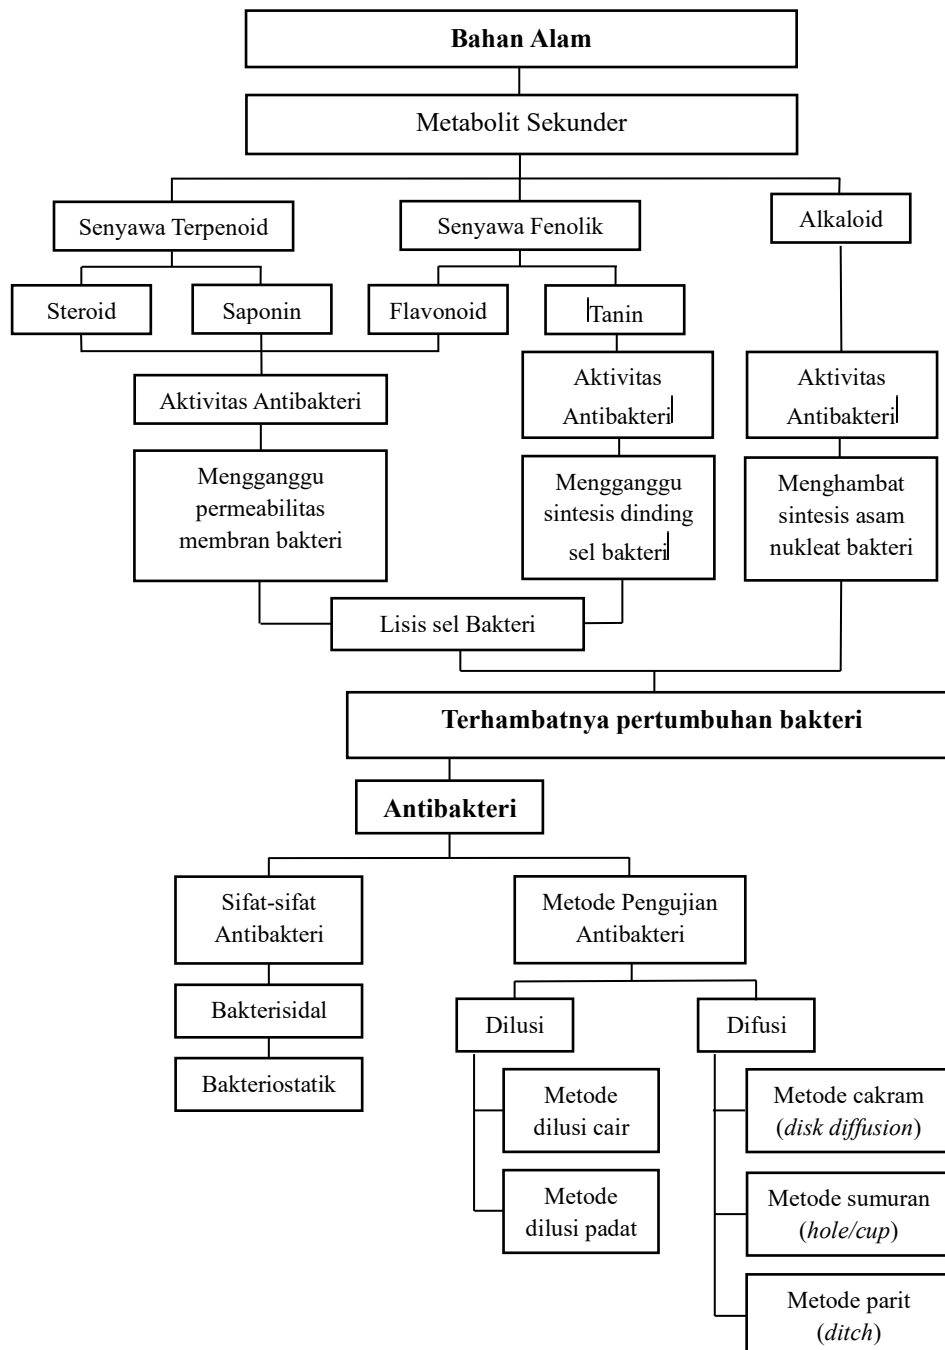 Bahan Alam
Metabolit Sekunder
Senyawa Terpenoid
Senyawa Fenolik
Alkaloid
Steroid
Saponin
Flavonoid
Tanin
Aktivitas Antibakteri
Aktivitas
Antibakteri
Aktivitas
Antibakteri
Mengganggu
permeabilitas
membran bakteri
Mengganggu
sintesis dinding
sel bakteri
Menghambat
sintesis asam
nukleat bakteri
Lisis sel Bakteri
Terhambatnya pertumbuhan bakteri
Antibakteri
Sifat-sifat
Antibakteri
Metode Pengujian
Antibakteri
Bakterisidal
Bakteriostatik
Dilusi
Difusi
Metode
dilusi cair
Metode
dilusi padat
Metode cakram
(disk diffusion)
Metode sumuran
(hole/cup)
Metode parit
(ditch)